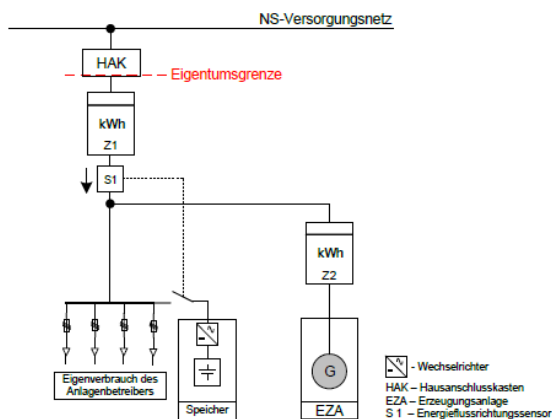 NS-Versorgungsnetz
HAK
Eigentumsgrenze
kWh
Z1
S1
kWh
Z2
G
Eigenverbrauch des
Anlagenbetreibers
Speicher
EZA
- Wechselrichter
HAK – Hausanschlusskasten
EZA – Erzeugungsanlage
S 1 – Energieflussrichtungssensor